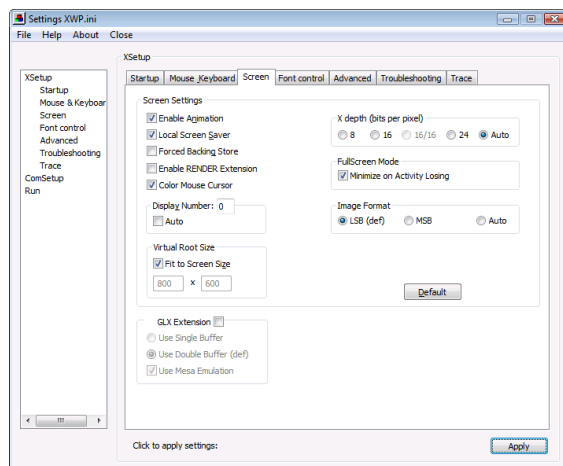 Settings XWP.ini
File Help About Close
XSetup
XSetup
Startup
Mouse & Keyboar
Screen
Font control
Advanced
Troubleshooting
Trace
ComSetup
Run
Startup Mouse_Keyboard Screen Font control Advanced Troubleshooting Trace
Screen Settings
Enable Animation
Local Screen Saver
Forced Backing Store
Enable RENDER Extension
Color Mouse Cursor
Display Number: 0
Auto
Virtual Root Size
Fit to Screen Size
800 x 600
X depth (bits per pixel)
8 16 16/16 24 Auto
FullScreen Mode
Minimize on Activity Losing
Image Format
LSB (def) MSB Auto
Default
GLX Extension
Use Single Buffer
Use Double Buffer (def)
Use Mesa Emulation
Click to apply settings:
Apply